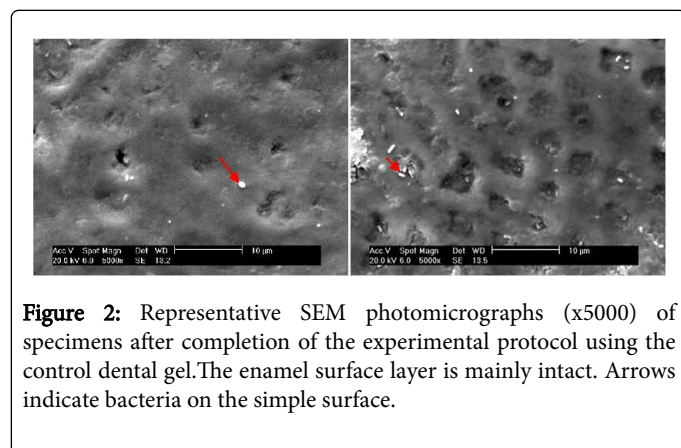 Acc.V Spot Magn Det WD 10 µm
20.0 kV 6.0 5000x SE 13.2
Acc.V Spot Magn Det WD 10 µm
20.0 kV 6.0 5000x SE 13.5
Figure 2: Representative SEM photomicrographs (x5000) of
specimens after completion of the experimental protocol using the
control dental gel.The enamel surface layer is mainly intact. Arrows
indicate bacteria on the simple surface.